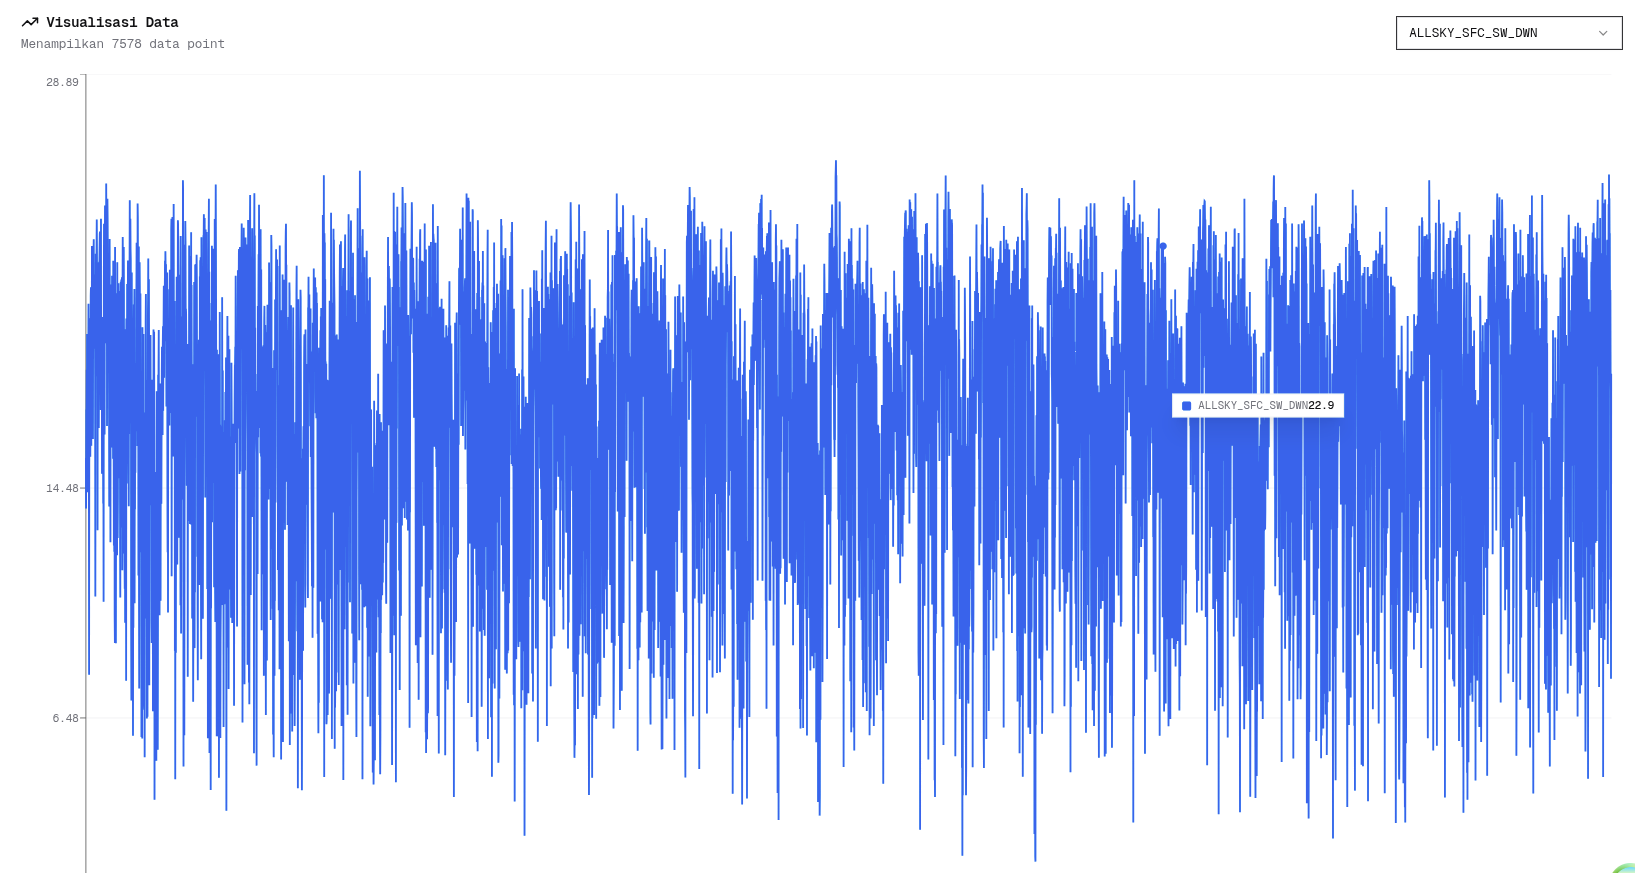 Visualisasi Data
Menampilkan 7578 data point
ALLSKY_SFC_SW_DWN
28.89
14.48
6.48
ALLSKY_SFC_SW_DWN22.9